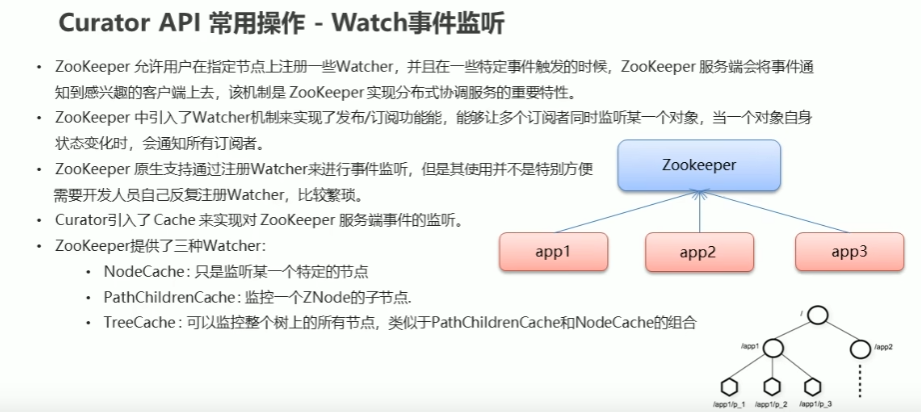 Curator API 常用操作 - Watch事件监听
• ZooKeeper 允许用户在指定节点上注册一些Watcher，并且在一些特定事件触发的时候，ZooKeeper 服务端会将事件通
知到感兴趣的客户端上去，该机制是 ZooKeeper 实现分布式协调服务的重要特性。
• ZooKeeper 中引入了Watcher机制来实现了发布/订阅功能能，能够让多个订阅者同时监听某一个对象，当一个对象自身
状态变化时，会通知所有订阅者。
• ZooKeeper 原生支持通过注册Watcher来进行事件监听，但是其使用并不是特别方便
需要开发人员自己反复注册Watcher，比较繁琐。
• Curator引入了 Cache 来实现对 ZooKeeper 服务端事件的监听。
• ZooKeeper提供了三种Watcher:
• NodeCache : 只是监听某一个特定的节点
• PathChildrenCache : 监控一个ZNode的子节点.
• TreeCache : 可以监控整个树上的所有节点，类似于PathChildrenCache和NodeCache的组合
Zookeeper
app1
app2
app3
/
/app1
/app2
/app1/p_1
/app1/p_2
/app1/p_3